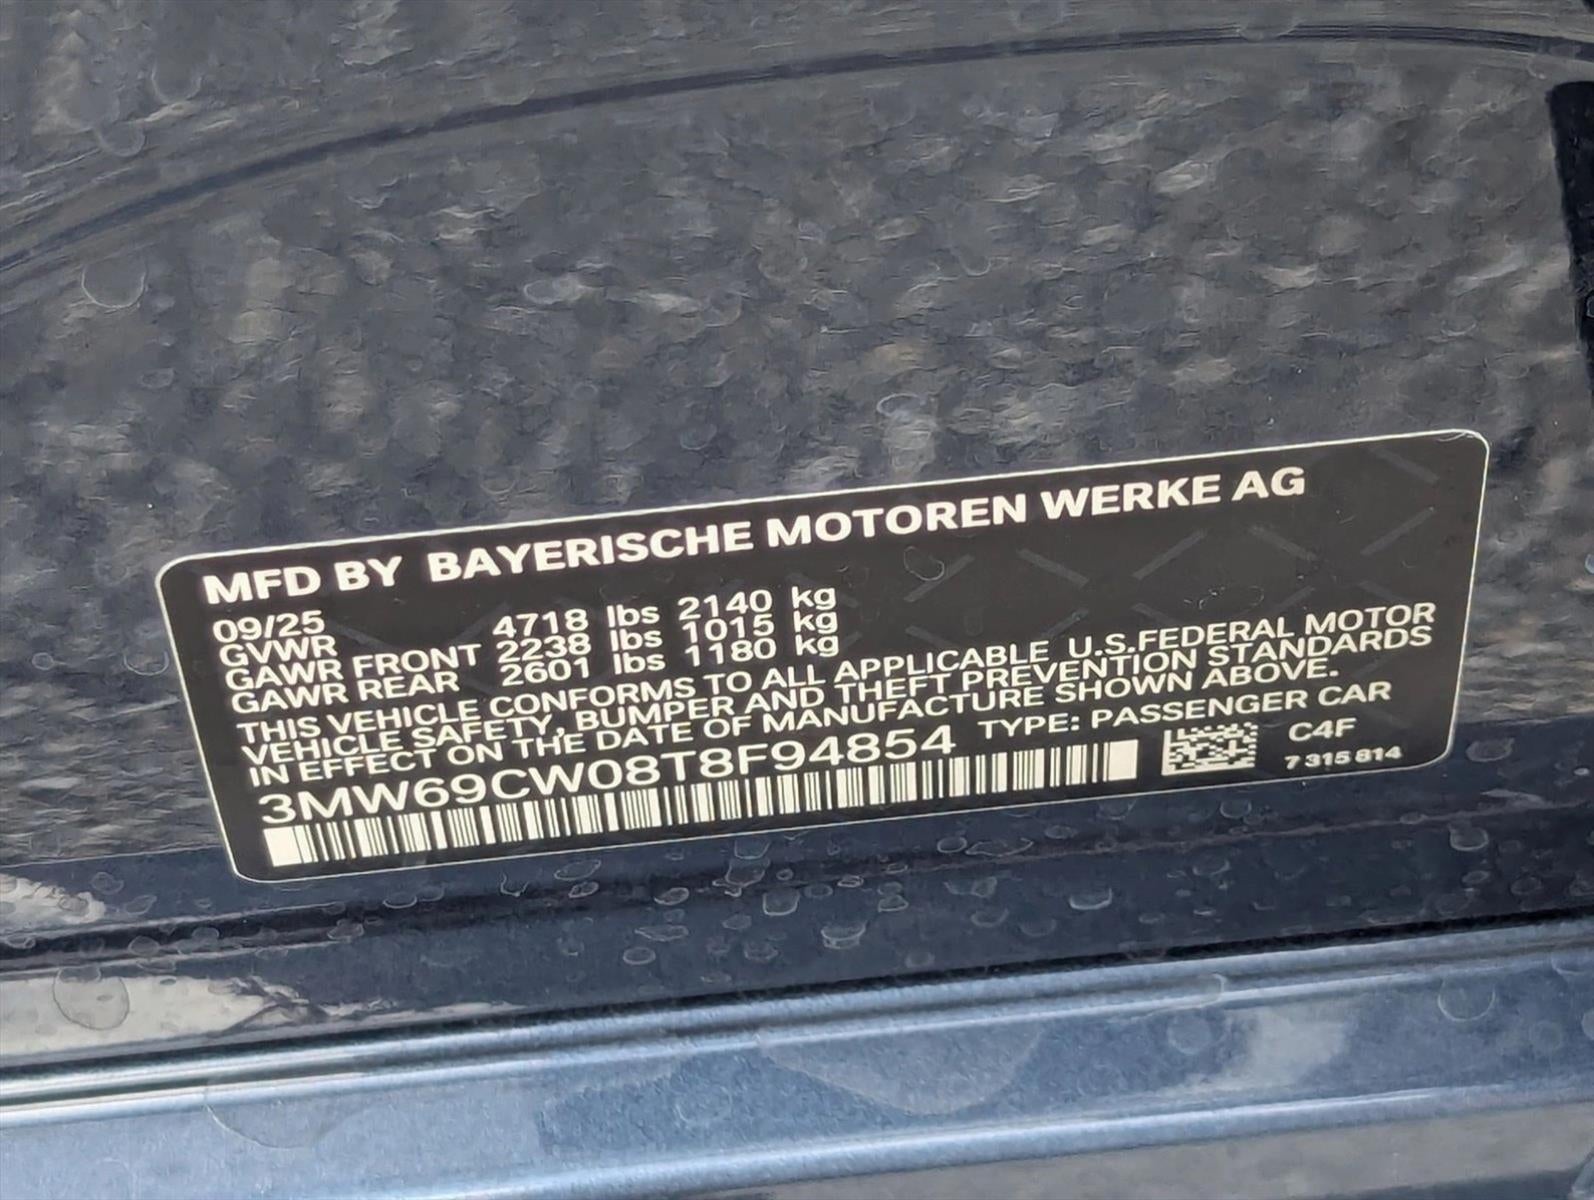 MFD BY BAYERISCHE MOTOREN WERKE AG
09/25
GVWR 4718 lbs 2140 kg
GAWR FRONT 2238 lbs 1015 kg
GAWR REAR 2601 lbs 1180 kg
THIS VEHICLE CONFORMS TO ALL APPLICABLE U.S.FEDERAL MOTOR
VEHICLE SAFETY, BUMPER AND THEFT PREVENTION STANDARDS
IN EFFECT ON THE DATE OF MANUFACTURE SHOWN ABOVE.
3MW69CW08T8F94854 TYPE: PASSENGER CAR
C4F
7 315 814